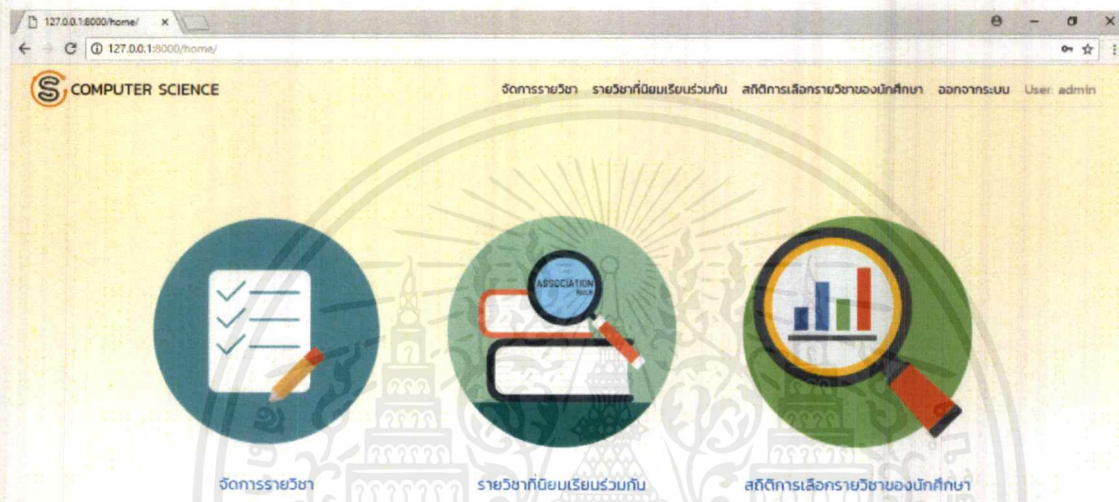 127.0.0.1:8000/home/
127.0.0.1:8000/home/
COMPUTER SCIENCE
จัดการรายวิชา รายวิชาที่นิยมเรียนร่วมกัน สถิติการเลือกรายวิชาของนักศึกษา ออกจากระบบ User: admin
ASSOCIATION
RULE
จัดการรายวิชา รายวิชาที่นิยมเรียนร่วมกัน สถิติการเลือกรายวิชาของนักศึกษา